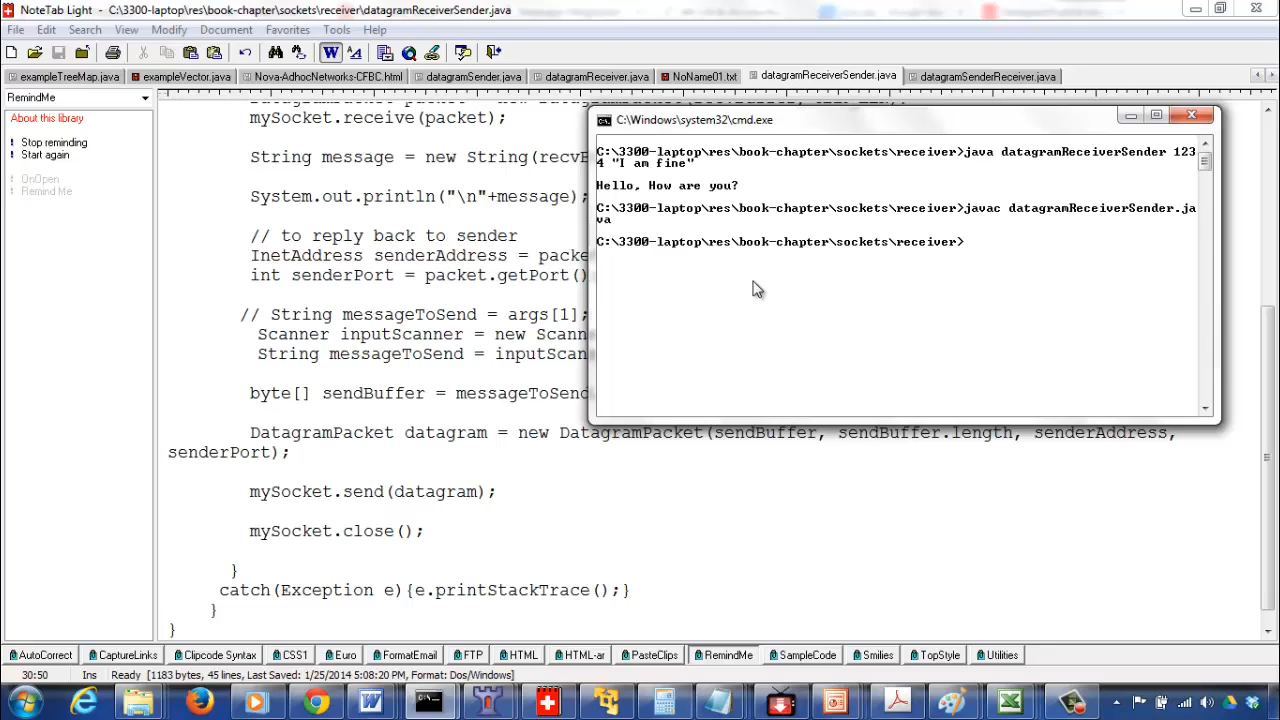 NoteTab Light - C:\3300-laptop\res\book-chapter\sockets\receiver\datagramReceiverSender.java
File Edit Search View Modify Document Favorites Tools Help
exampleTreeMap.java exampleVector.java Nova-AdhocNetworks-CFBC.html datagramSender.java datagramReceiver.java NoName01.txt datagramReceiverSender.java datagramSenderReceiver.java
RemindMe
About this library
Stop reminding
Start again
OnOpen
Remind Me
mySocket.receive(packet);
String message = new String(recvB
System.out.println("\n"+message);
// to reply back to sender
InetAddress senderAddress = packe
int senderPort = packet.getPort()
// String messageToSend = args[1];
Scanner inputScanner = new Scann
String messageToSend = inputScan
byte[] sendBuffer = messageToSend
DatagramPacket datagram = new DatagramPacket(sendBuffer, sendBuffer.length, senderAddress,
senderPort);
mySocket.send(datagram);
mySocket.close();
}
catch(Exception e){e.printStackTrace();}
}
}
C:\Windows\system32\cmd.exe
C:\3300-laptop\res\book-chapter\sockets\receiver>java datagramReceiverSender 123
4 "I am fine"
Hello, How are you?
C:\3300-laptop\res\book-chapter\sockets\receiver>javac datagramReceiverSender.ja
va
C:\3300-laptop\res\book-chapter\sockets\receiver>
AutoCorrect CaptureLinks Clipcode Syntax CSS1 Euro FormatEmail FTP HTML HTML-ar PasteClips RemindMe SampleCode Smilies TopStyle Utilities
30:50 Ins Ready [1183 bytes, 45 lines, Last Saved: 1/25/2014 5:08:20 PM, Format: Dos/Windows]